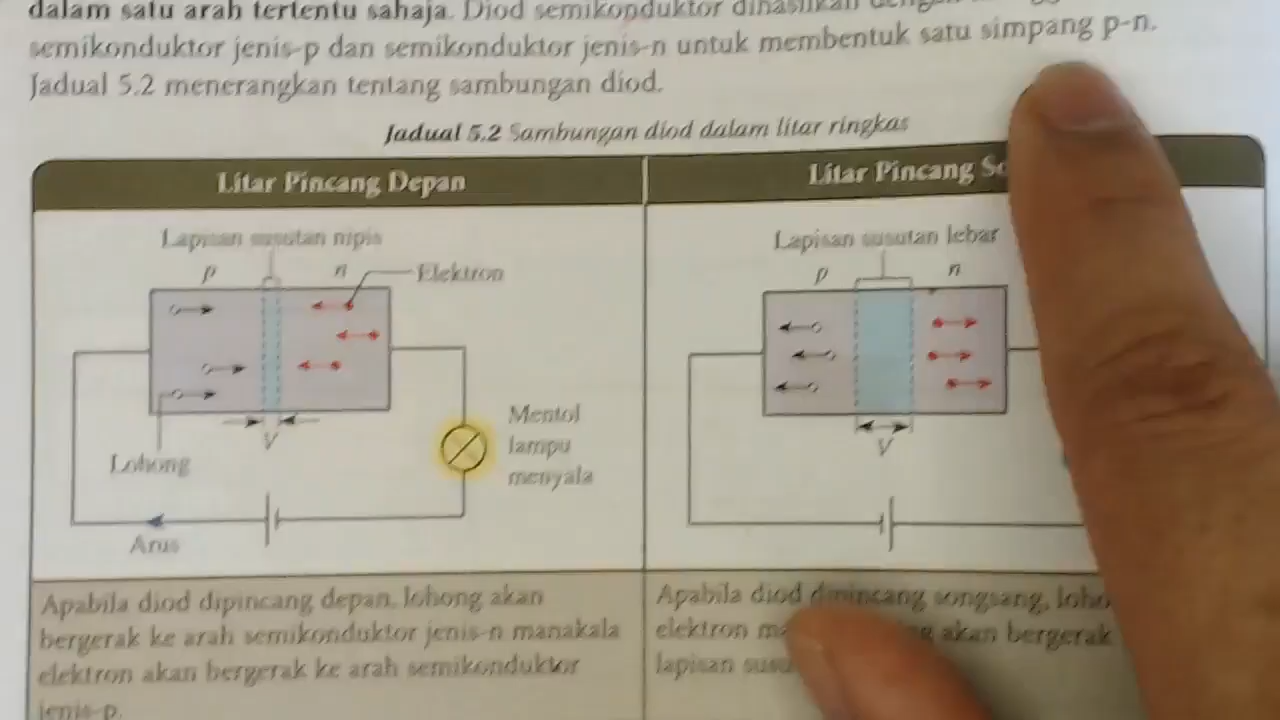 dalam satu arah tertentu sahaja. Diod semikonduktor dihasilkan
semikonduktor jenis-p dan semikonduktor jenis-n untuk membentuk satu simpang p-n.
Jadual 5.2 menerangkan tentang sambungan diod.
Jadual 5.2 Sambungan diod dalam litar ringkas
Litar Pincang Depan
Lapisan susutan nipis
p
n
Elektron
Lohong
V
Mentol
lampu
menyala
Arus
Apabila diod dipincang depan, lohong akan
bergerak ke arah semikonduktor jenis-n manakala
elektron akan bergerak ke arah semikonduktor
jenis-p.
Litar Pincang
Lapisan susutan lebar
p
n
V
Apabila diod dipincang songsang,
elektron akan bergerak
lapisan